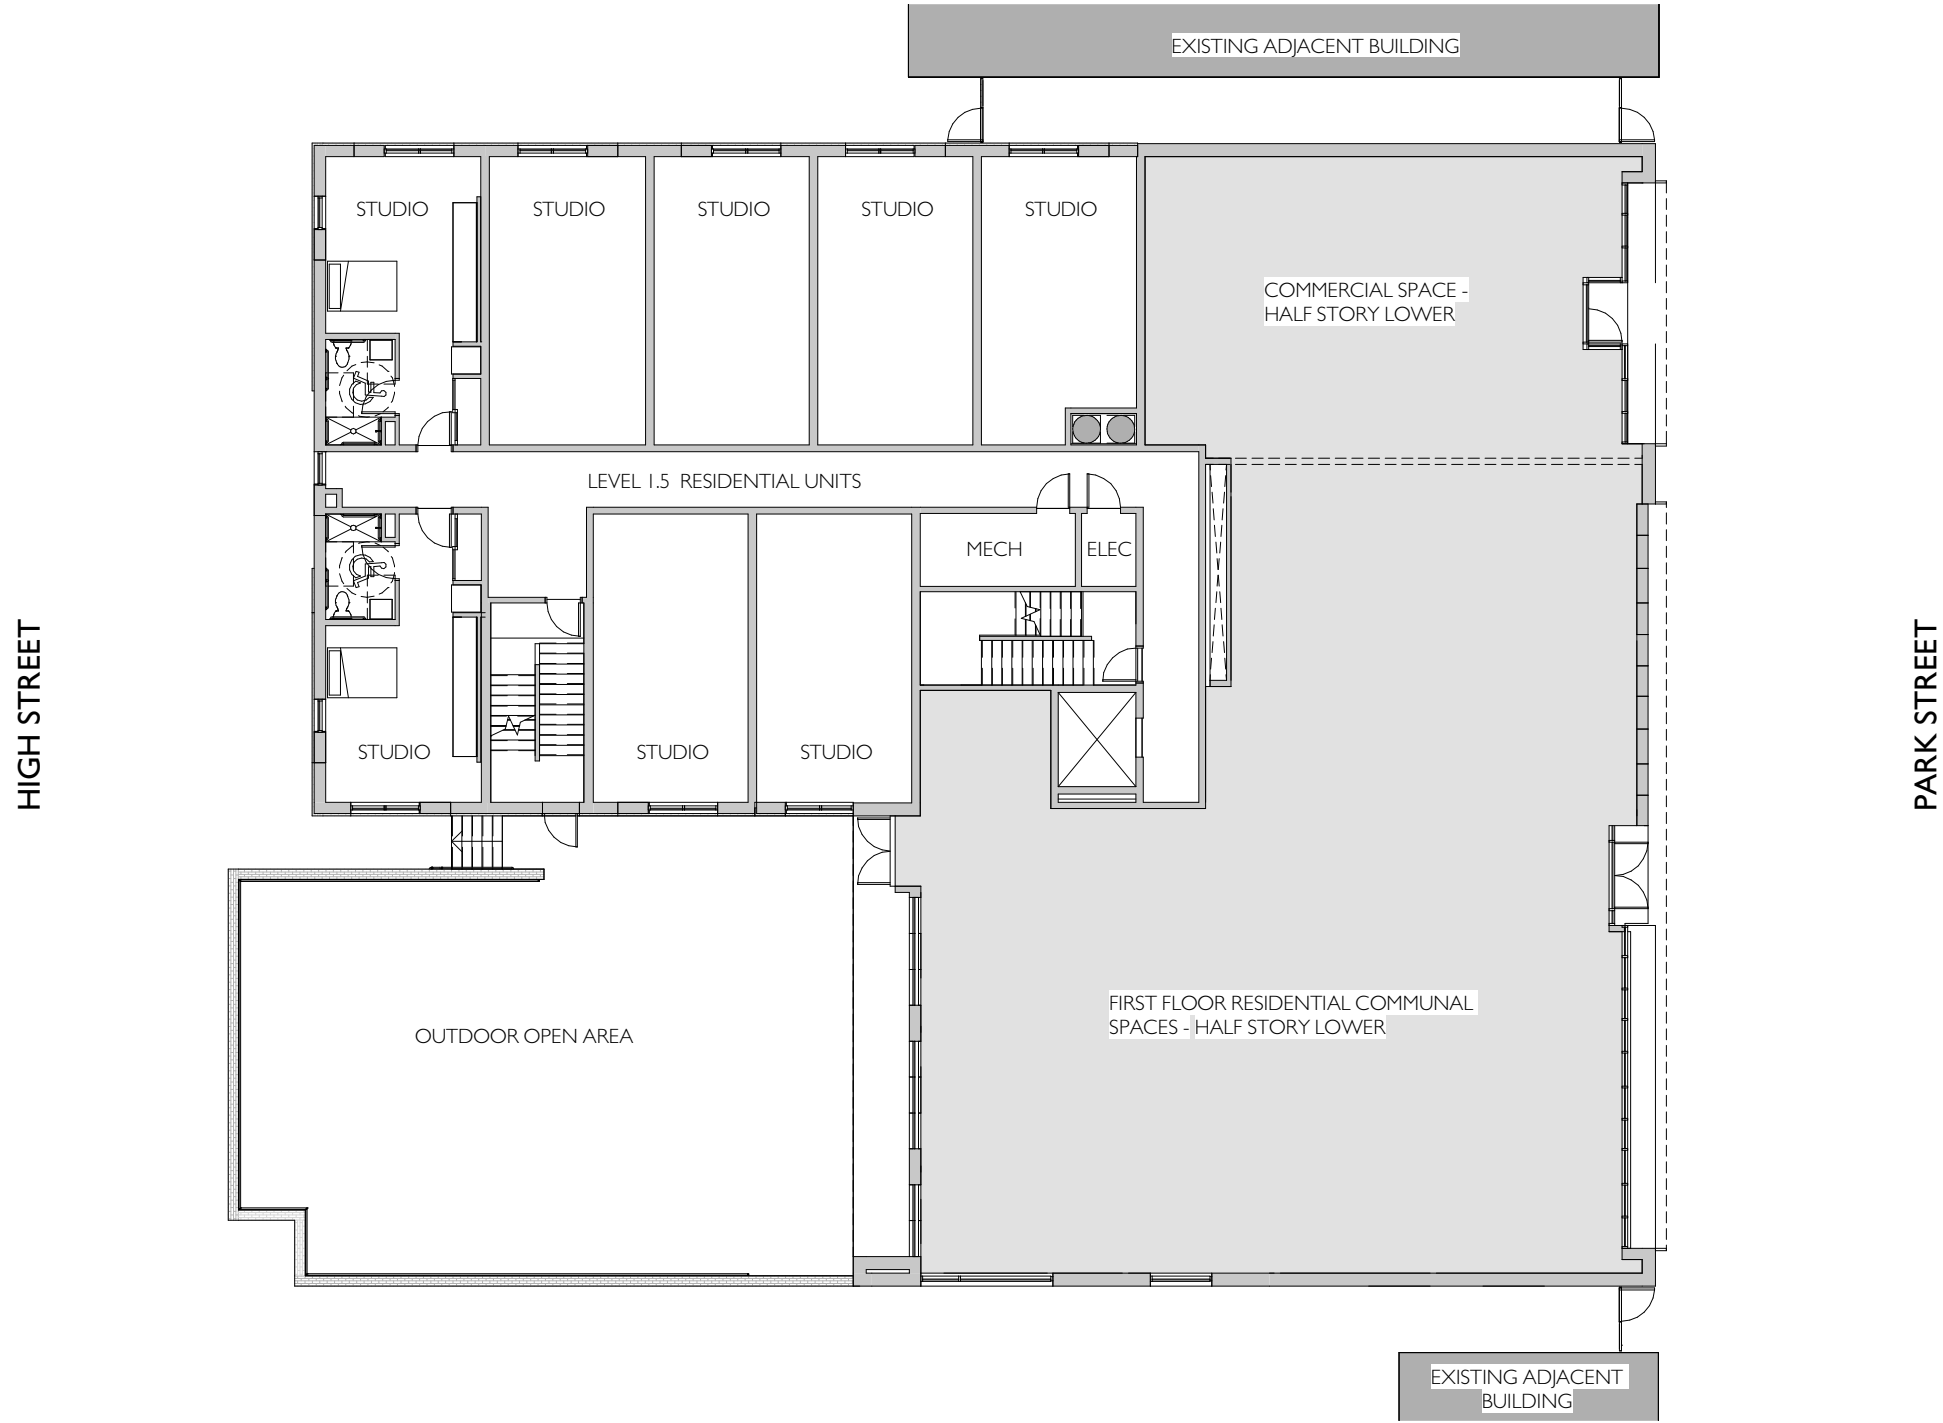 EXISTING ADJACENT BUILDING
STUDIO
STUDIO
STUDIO
STUDIO
STUDIO
COMMERCIAL SPACE -
HALF STORY LOWER
LEVEL 1.5 RESIDENTIAL UNITS
MECH
ELEC
HIGH STREET
PARK STREET
STUDIO
STUDIO
STUDIO
FIRST FLOOR RESIDENTIAL COMMUNAL
SPACES - HALF STORY LOWER
OUTDOOR OPEN AREA
EXISTING ADJACENT
BUILDING